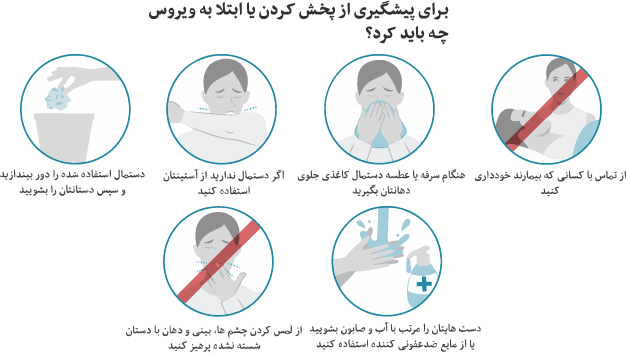 برای پیشگیری از پخش کردن یا ابتلا به ویروس
چه باید کرد؟
از تماس با کسانی که بیمارند خودداری
کنید
هنگام سرفه یا عطسه دستمال کاغذی جلوی
دهانتان بگیرید
اگر دستمال ندارید از آستینتان
استفاده کنید
دستمال استفاده شده را دور بیندازید
و سپس دستانتان را بشویید
دست هایتان را مرتب با آب و صابون بشویید
یا از مایع ضدعفونی کننده استفاده کنید
از لمس کردن چشم ها، بینی و دهان با دستان
شسته نشده پرهیز کنید